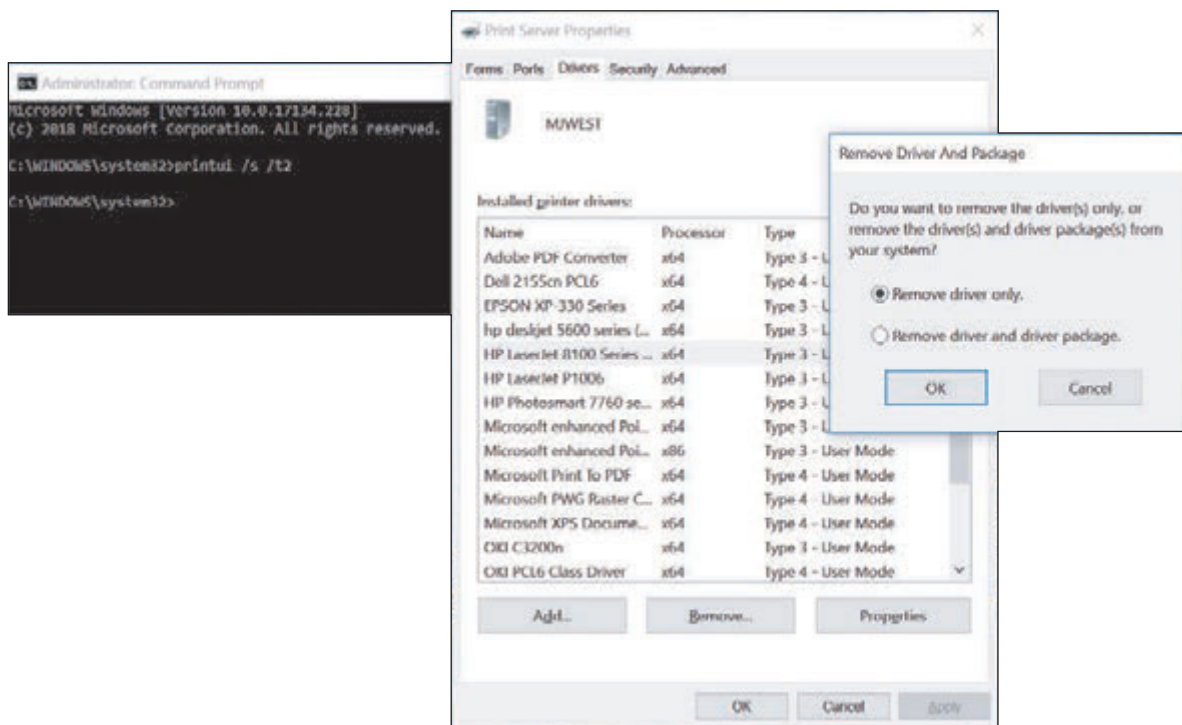 Administrator: Command Prompt
Microsoft Windows [Version 10.0.17134.228]
(c) 2018 Microsoft Corporation. All rights reserved.
C:\WINDOWS\system32>printui /s /t2
C:\WINDOWS\system32>
Print Server Properties
Forms Ports Drivers Security Advanced
MJWEST
Installed printer drivers:
Name Processor Type
Adobe PDF Converter x64 Type 3 - U
Dell 2155cn PCL6 x64 Type 4 - U
EPSON XP-330 Series x64 Type 3 - U
hp deskjet 5600 series (... x64 Type 3 - U
HP LaserJet 8100 Series ... x64 Type 3 - U
HP LaserJet P1006 x64 Type 3 - U
HP Photosmart 7760 se... x64 Type 3 - U
Microsoft enhanced Poi... x64 Type 3 - U
Microsoft enhanced Poi... x86 Type 3 - User Mode
Microsoft Print To PDF x64 Type 4 - User Mode
Microsoft PWG Raster C... x64 Type 4 - User Mode
Microsoft XPS Docume... x64 Type 4 - User Mode
OKI C3200n x64 Type 3 - User Mode
OKI PCL6 Class Driver x64 Type 4 - User Mode
Add... Remove... Properties
OK Cancel Apply
Remove Driver And Package
Do you want to remove the driver(s) only, or
remove the driver(s) and driver package(s) from
your system?
Remove driver only.
Remove driver and driver package.
OK Cancel